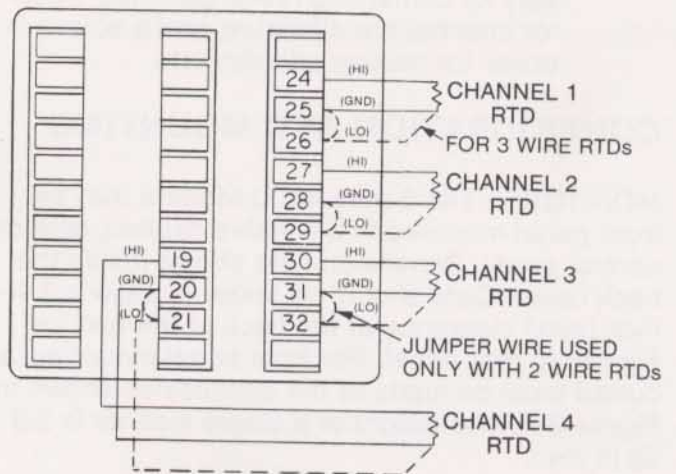 24 (HI)
25 (GND)
26 (LO)
CHANNEL 1
RTD
FOR 3 WIRE RTDs
27 (HI)
28 (GND)
29 (LO)
CHANNEL 2
RTD
(HI) 19
(GND) 20
(LO) 21
30 (HI)
31 (GND)
32
CHANNEL 3
RTD
JUMPER WIRE USED
ONLY WITH 2 WIRE RTDs
CHANNEL 4
RTD